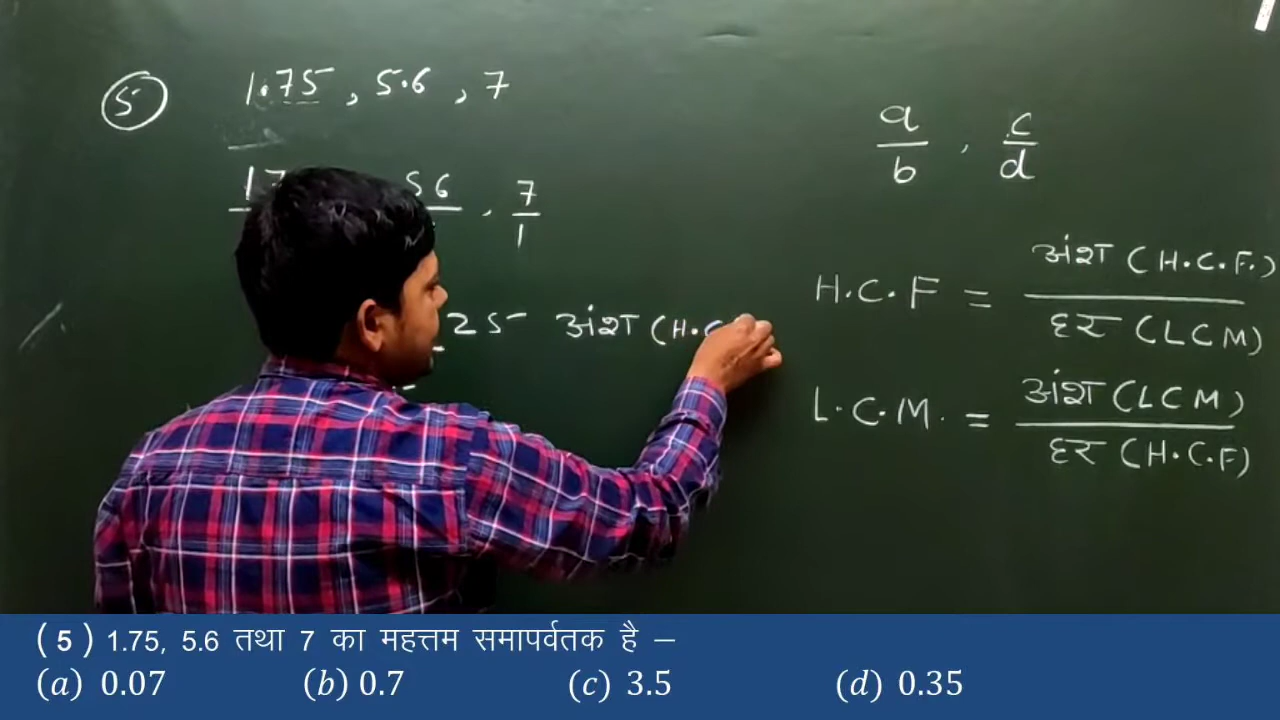 5
1.75 , 5.6 , 7
56 , 7/1
25 अंश (H.C
a/b , c/d
H.C.F = अंश (H.C.F.) / हर (LCM)
L.C.M. = अंश (LCM) / हर (H.C.F)
( 5 ) 1.75, 5.6 तथा 7 का महत्तम समापर्वतक है –
(a) 0.07 (b) 0.7 (c) 3.5 (d) 0.35